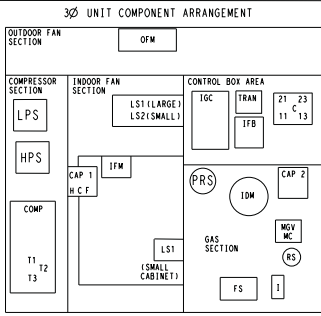 3Ø UNIT COMPONENT ARRANGEMENT
OUTDOOR FAN
SECTION
OFM
COMPRESSOR
SECTION
LPS
HPS
COMP
T1
T2
T3
INDOOR FAN
SECTION
LS1(LARGE)
LS2(SMALL)
IFM
CAP 1
H C F
LS1
(SMALL
CABINET)
CONTROL BOX AREA
IGC
TRAN
IFB
21 23
C
11 13
PRS
IDM
CAP 2
MGV
MC
GAS
SECTION
RS
FS
I